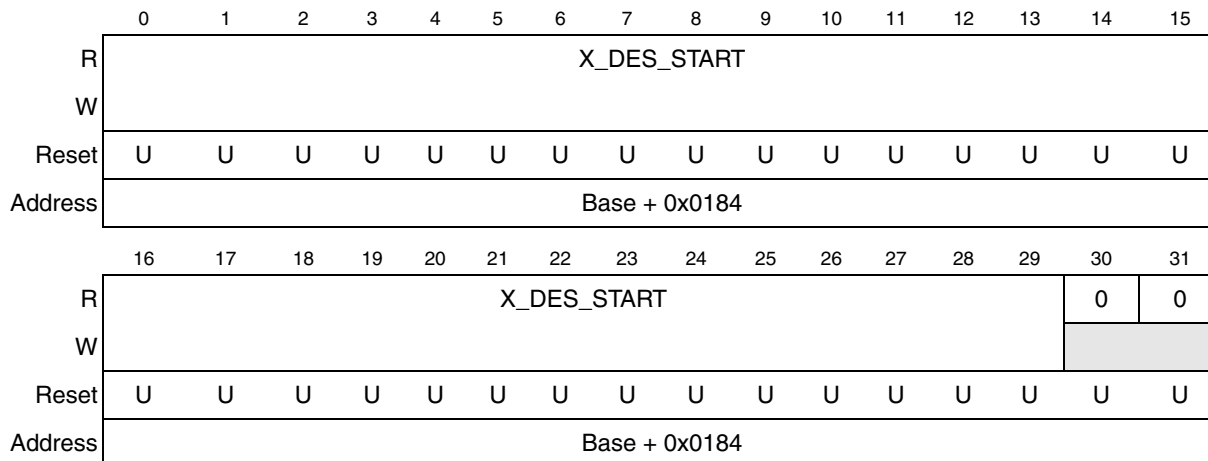 0 1 2 3 4 5 6 7 8 9 10 11 12 13 14 15
R X_DES_START
W
Reset U U U U U U U U U U U U U U U U
Address Base + 0x0184
16 17 18 19 20 21 22 23 24 25 26 27 28 29 30 31
R X_DES_START 0 0
W
Reset U U U U U U U U U U U U U U U U
Address Base + 0x0184